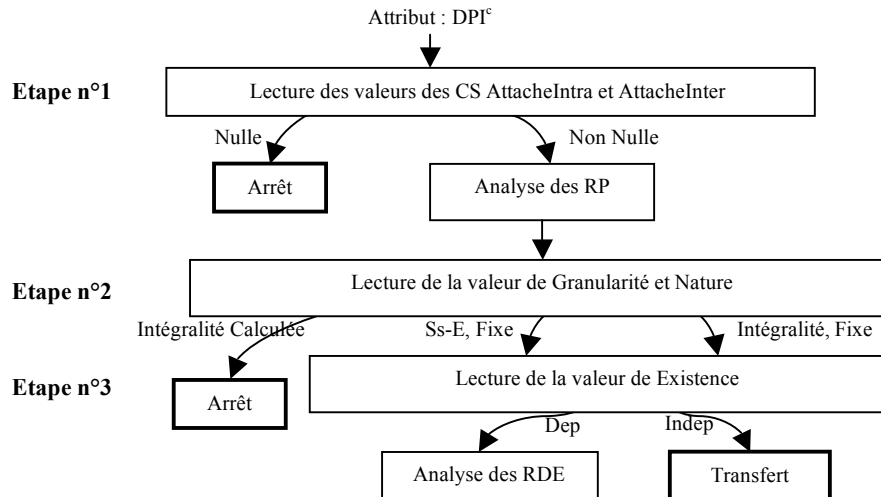 Attribut : DPIᶜ
Etape n°1
Lecture des valeurs des CS AttacheIntra et AttacheInter
Nulle
Non Nulle
Arrêt
Analyse des RP
Etape n°2
Lecture de la valeur de Granularité et Nature
Intégralité Calculée
Ss-E, Fixe
Intégralité, Fixe
Etape n°3
Lecture de la valeur de Existence
Arrêt
Dep
Indep
Analyse des RDE
Transfert